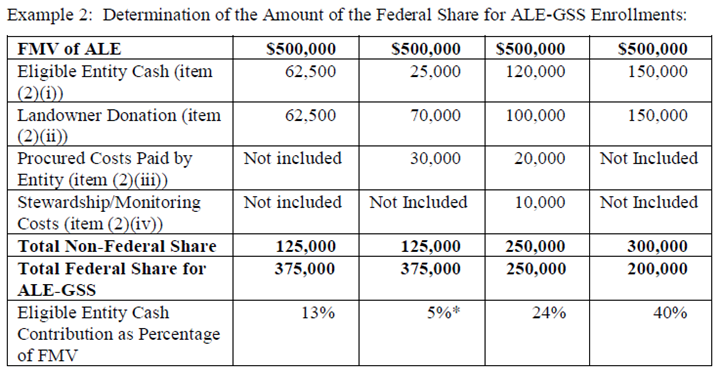 Example 2:  Determination of the Amount of the Federal Share for ALE-GSS Enrollments:
FMV of ALE $500,000 $500,000 $500,000 $500,000
Eligible Entity Cash (item 62,500 25,000 120,000 150,000
(2)(i))
Landowner Donation (item 62,500 70,000 100,000 150,000
(2)(ii))
Procured Costs Paid by Not included 30,000 20,000 Not Included
Entity (item (2)(iii))
Stewardship/Monitoring Not included Not Included 10,000 Not Included
Costs (item (2)(iv))
Total Non-Federal Share 125,000 125,000 250,000 300,000
Total Federal Share for 375,000 375,000 250,000 200,000
ALE-GSS
Eligible Entity Cash 13% 5%* 24% 40%
Contribution as Percentage
of FMV